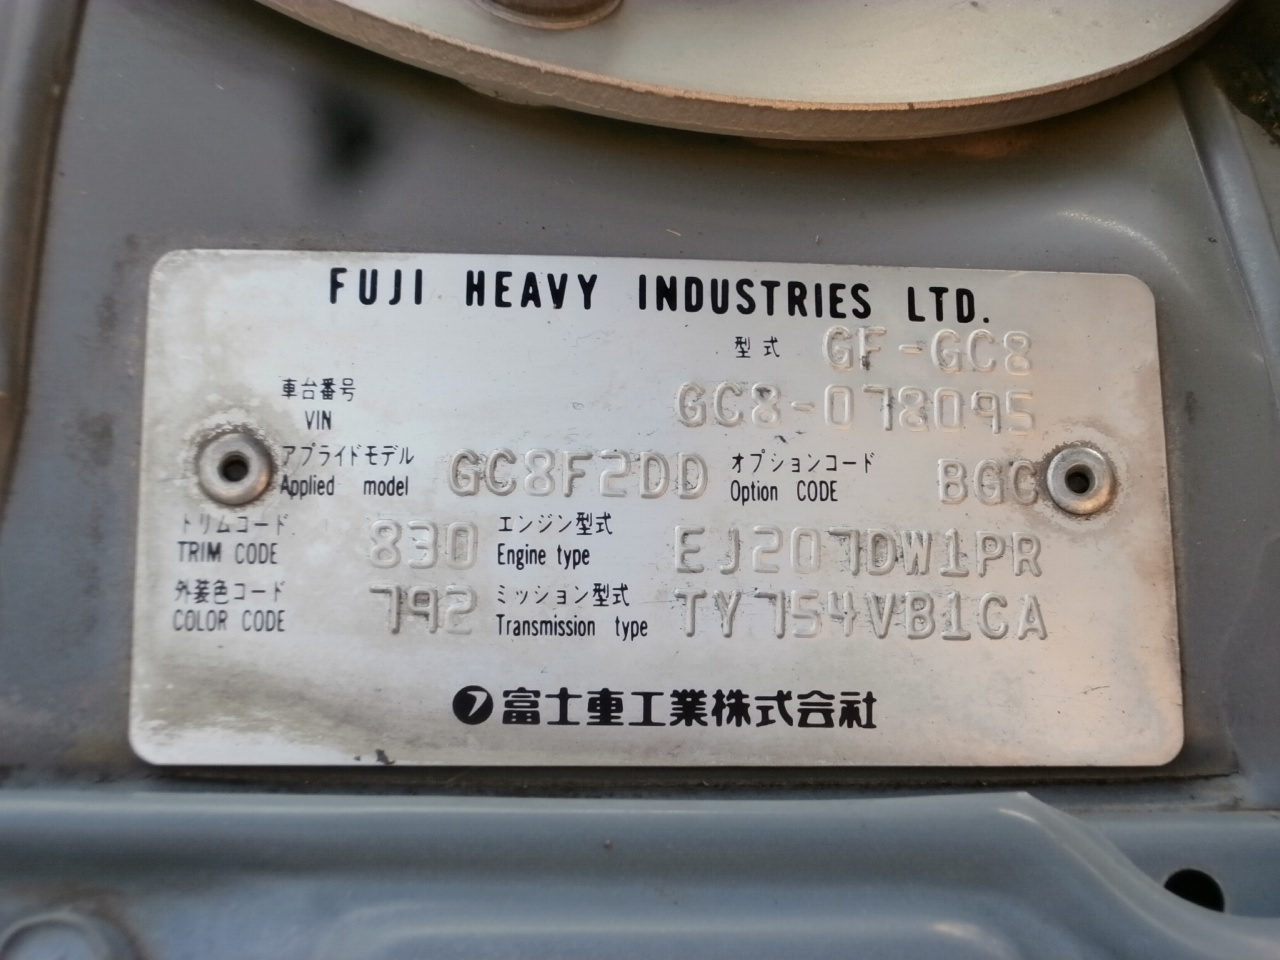 FUJI HEAVY INDUSTRIES LTD.
型式 GF-GC8
車台番号
VIN GC8-078095
アプライドモデル
Applied model GC8F2DD オプションコード
Option CODE BGC
トリムコード
TRIM CODE 830 エンジン型式
Engine type EJ207DW1PR
外装色コード
COLOR CODE 792 ミッション型式
Transmission type TY754VB1CA
富士重工業株式会社